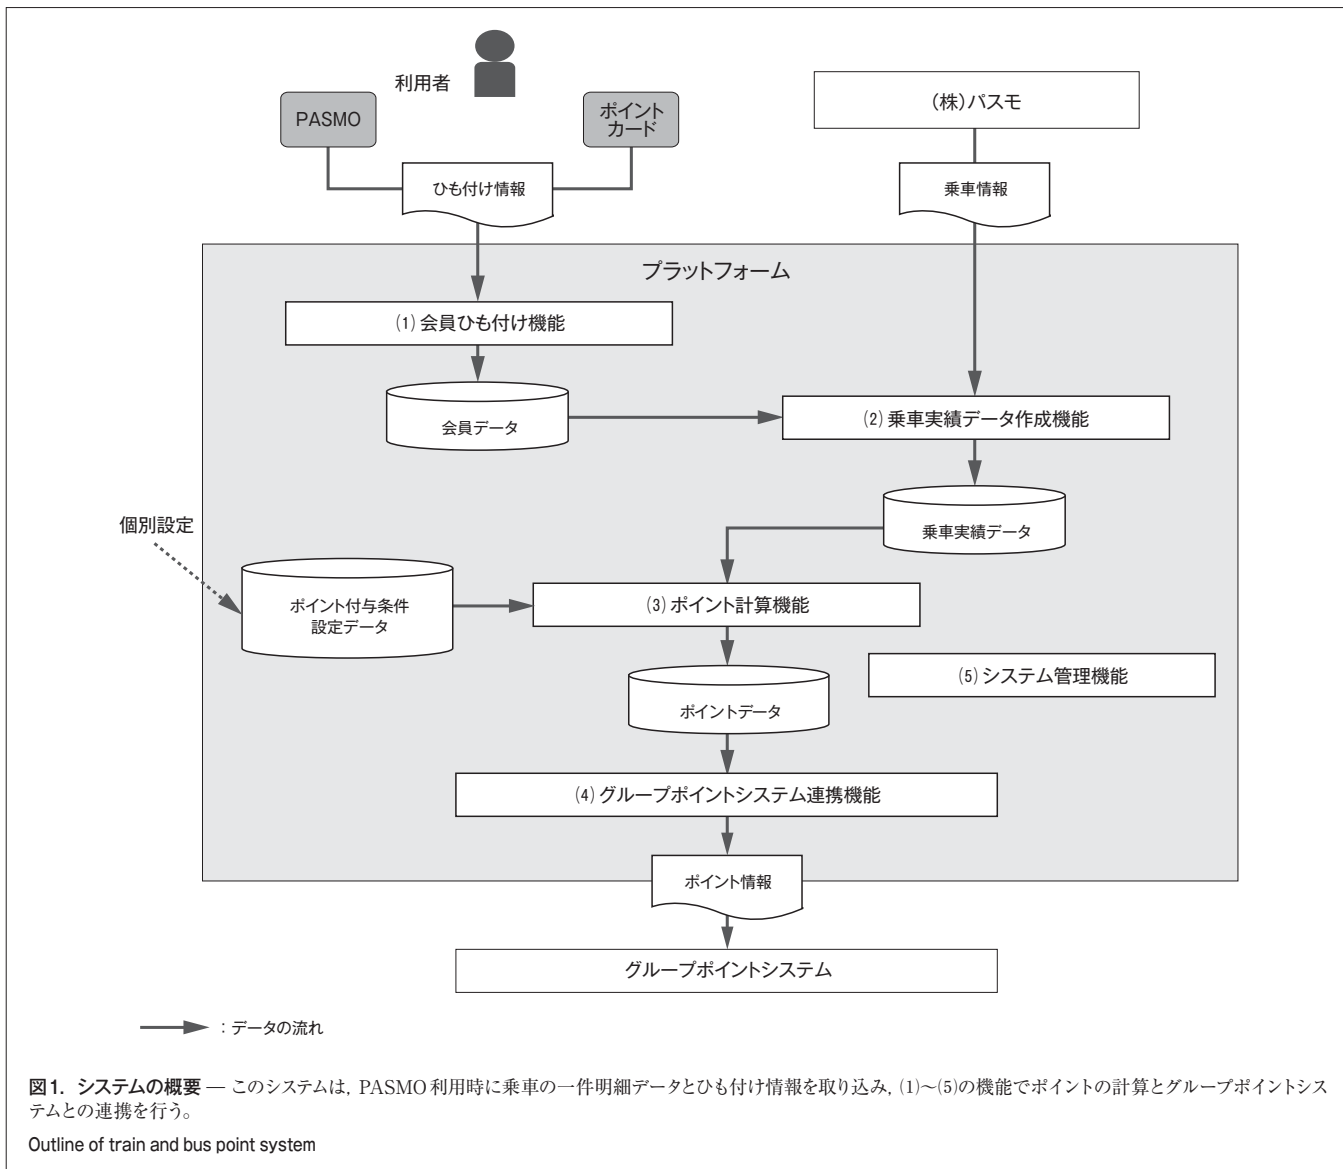 利用者
PASMO
ポイント
カード
(株)パスモ
ひも付け情報
乗車情報
プラットフォーム
(1)会員ひも付け機能
会員データ
(2)乗車実績データ作成機能
乗車実績データ
個別設定
ポイント付与条件
設定データ
(3)ポイント計算機能
(5)システム管理機能
ポイントデータ
(4)グループポイントシステム連携機能
ポイント情報
グループポイントシステム
：データの流れ
図1. システムの概要 — このシステムは, PASMO利用時に乗車の一件明細データとひも付け情報を取り込み, (1)～(5)の機能でポイントの計算とグループポイントシス
テムとの連携を行う。
Outline of train and bus point system